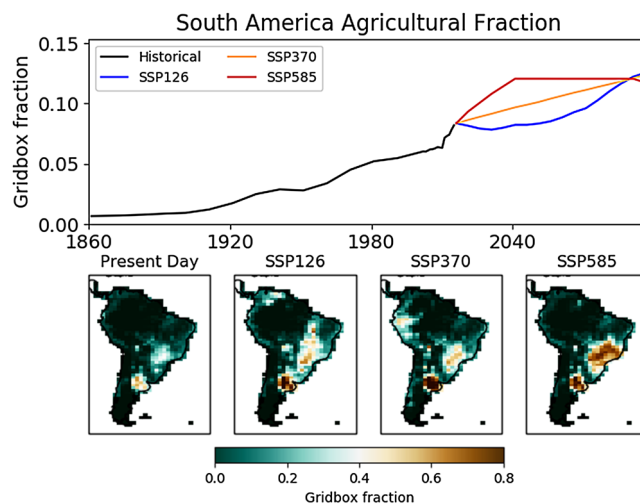 South America Agricultural Fraction
0.15
0.10
0.05
0.00
Gridbox fraction
Historical
SSP126
SSP370
SSP585
1860 1920 1980 2040
Present Day SSP126 SSP370 SSP585
0.0 0.2 0.4 0.6 0.8
Gridbox fraction